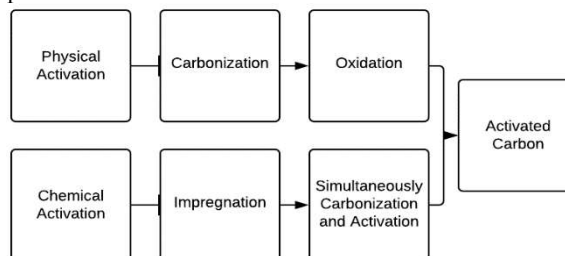 Physical
Activation
Carbonization
Oxidation
Activated
Carbon
Chemical
Activation
Impregnation
Simultaneously
Carbonization
and Activation